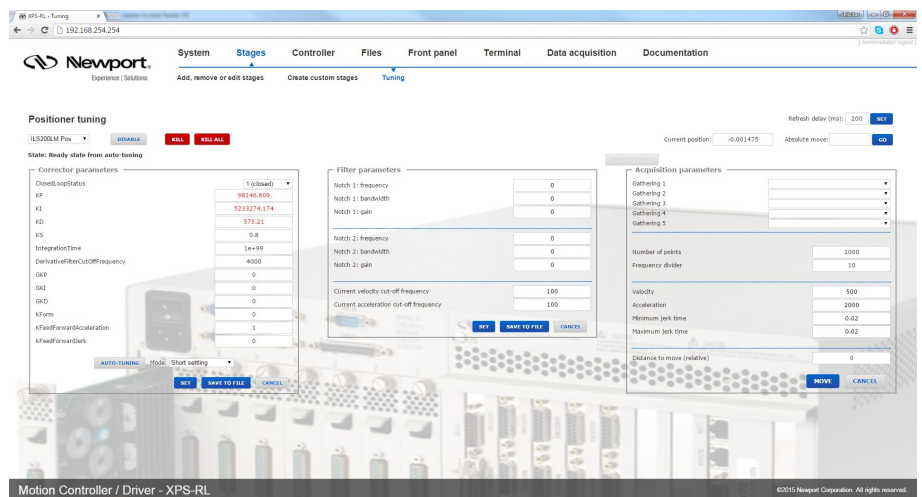 XPS-RL - Tuning
192.168.254.254
[ Administrator logout ]
Newport.
Experience | Solutions
System Stages Controller Files Front panel Terminal Data acquisition Documentation
Add, remove or edit stages Create custom stages Tuning
Positioner tuning
Refresh delay (ms): 200 SET
ILS200LM.Pos DISABLE KILL KILL ALL
Current position: -0.001475 Absolute move: GO
State: Ready state from auto-tuning
Corrector parameters
ClosedLoopStatus 1 (closed)
KP 98146.609
KI 5233274.174
KD 575.21
KS 0.8
IntegrationTime 1e+99
DerivativeFilterCutOffFrequency 4000
GKP 0
GKI 0
GKD 0
KForm 0
KFeedForwardAcceleration 1
KFeedForwardJerk 0
AUTO-TUNING Mode: Short settling
SET SAVE TO FILE CANCEL
Filter parameters
Notch 1: frequency 0
Notch 1: bandwidth 0
Notch 1: gain 0
Notch 2: frequency 0
Notch 2: bandwidth 0
Notch 2: gain 0
Current velocity cut-off frequency 100
Current acceleration cut-off frequency 100
SET SAVE TO FILE CANCEL
Acquisition parameters
Gathering 1
Gathering 2
Gathering 3
Gathering 4
Gathering 5
Number of points 1000
Frequency divider 10
Velocity 500
Acceleration 2000
Minimum jerk time 0.02
Maximum jerk time 0.02
Distance to move (relative) 0
MOVE CANCEL
Motion Controller / Driver - XPS-RL
©2015 Newport Corporation. All rights reserved.